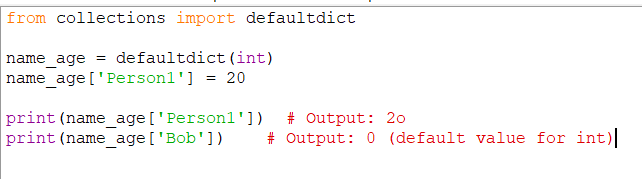 from collections import defaultdict
name_age = defaultdict(int)
name_age['Person1'] = 20
print(name_age['Person1'])  # Output: 2o
print(name_age['Bob'])    # Output: 0 (default value for int)